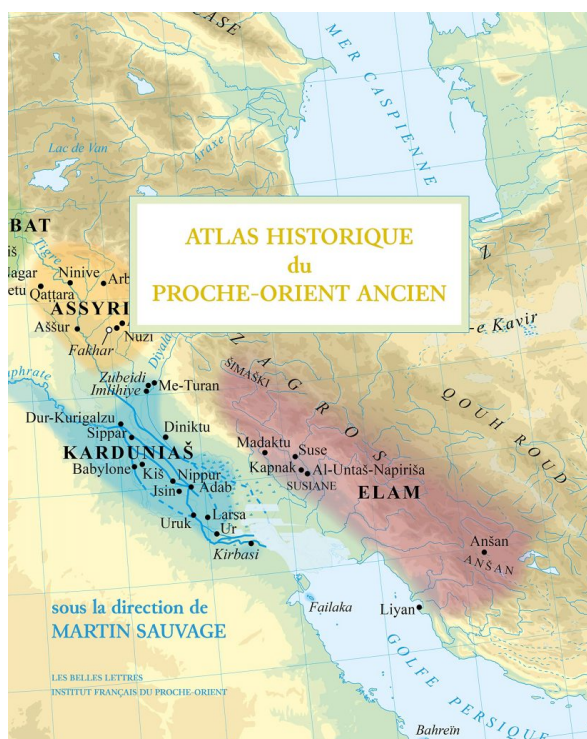 CASE
MER CASPIENNE
Lac de Van
Araxe
ATLAS HISTORIQUE
du
PROCHE-ORIENT ANCIEN
BAT
Tigre
Ninive
Qaṭṭara
Aššur
Fakhar
Nuzi
Diyala
e Kavir
ZAGROS
ŠIMAŠKI
QOUH ROUD
Zubeidi
Imlihiye
Me-Turan
Dur-Kurigalzu
Sippar
Diniktu
KARDUNIAŠ
Babylone
Kiš
Nippur
Isin
Adab
Uruk
Larsa
Ur
Kirbasi
Madaktu
Suse
Kapnak
Al-Untaš-Napiriša
SUSIANE
ELAM
Anšan
ANŠAN
Failaka
Liyan
GOLFE PERSIQUE
Bahreïn
sous la direction de
MARTIN SAUVAGE
LES BELLES LETTRES
INSTITUT FRANÇAIS DU PROCHE-ORIENT